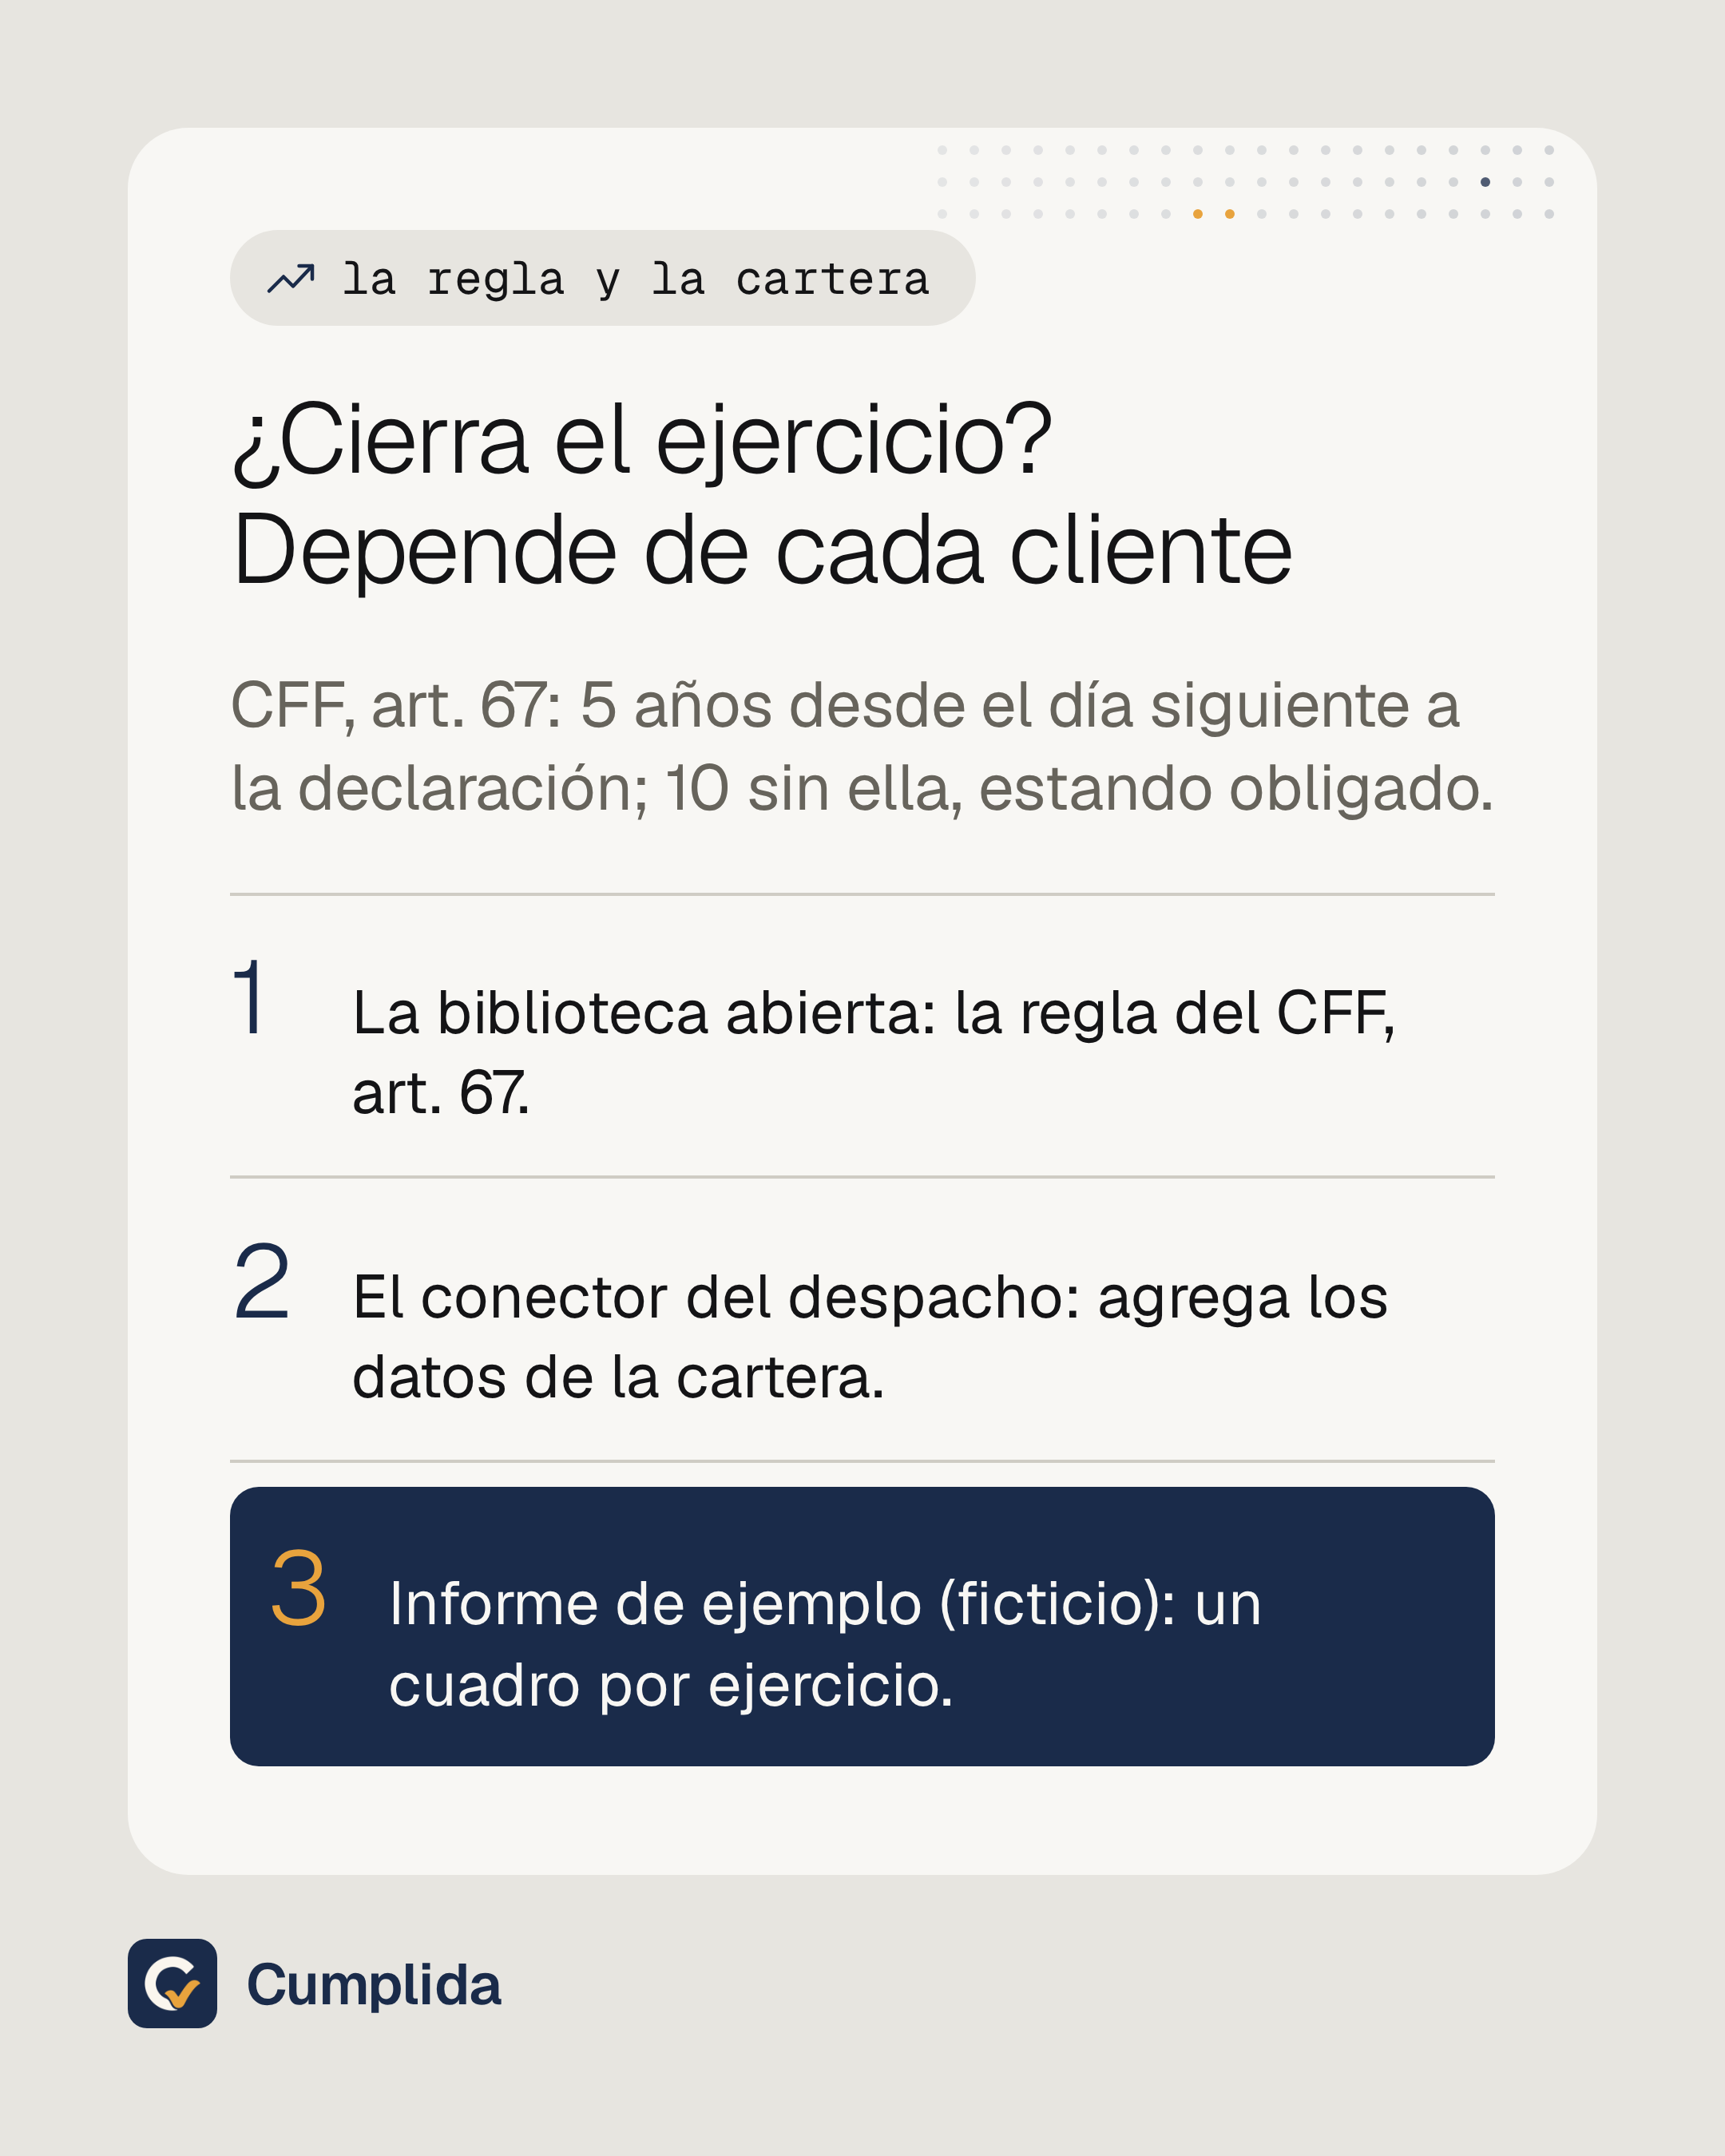 la regla y la cartera
¿Cierra el ejercicio?
Depende de cada cliente
CFF, art. 67: 5 años desde el día siguiente a
la declaración; 10 sin ella, estando obligado.
1
La biblioteca abierta: la regla del CFF,
art. 67.
2
El conector del despacho: agrega los
datos de la cartera.
3
Informe de ejemplo (ficticio): un
cuadro por ejercicio.
Cumplida